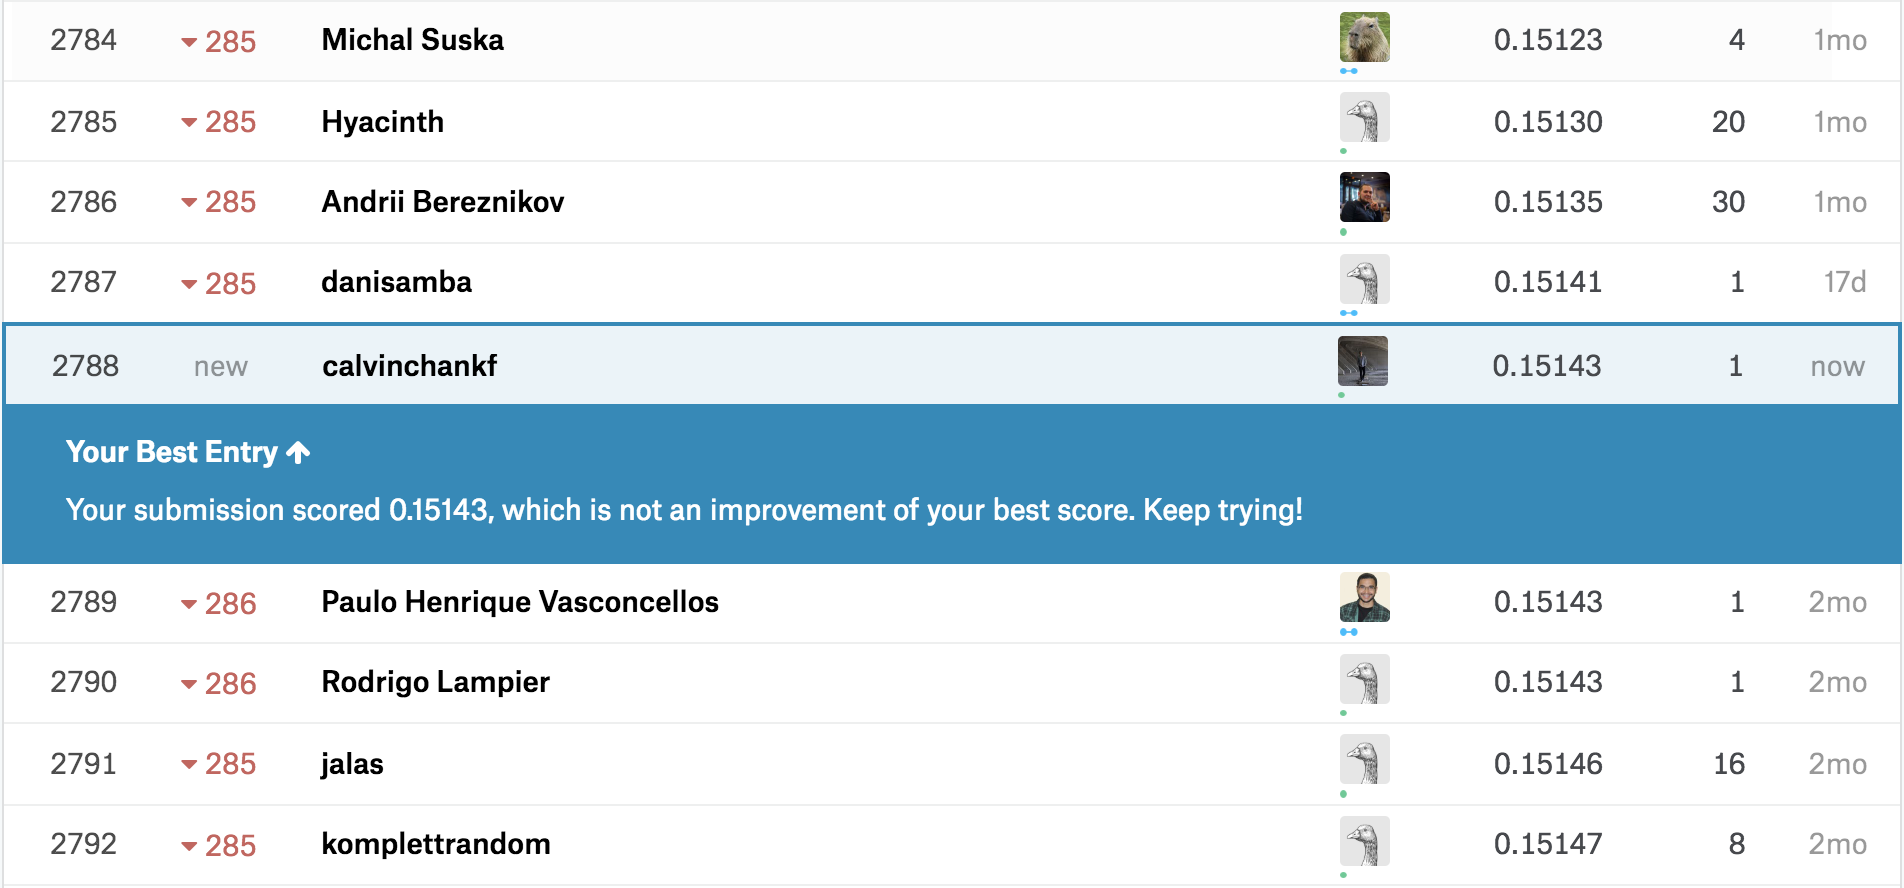 2784 285 Michal Suska 0.15123 4 1mo
2785 285 Hyacinth 0.15130 20 1mo
2786 285 Andrii Bereznikov 0.15135 30 1mo
2787 285 danisamba 0.15141 1 17d
2788 new calvinchankf 0.15143 1 now
Your Best Entry
Your submission scored 0.15143, which is not an improvement of your best score. Keep trying!
2789 286 Paulo Henrique Vasconcellos 0.15143 1 2mo
2790 286 Rodrigo Lampier 0.15143 1 2mo
2791 285 jalas 0.15146 16 2mo
2792 285 komplettrandom 0.15147 8 2mo